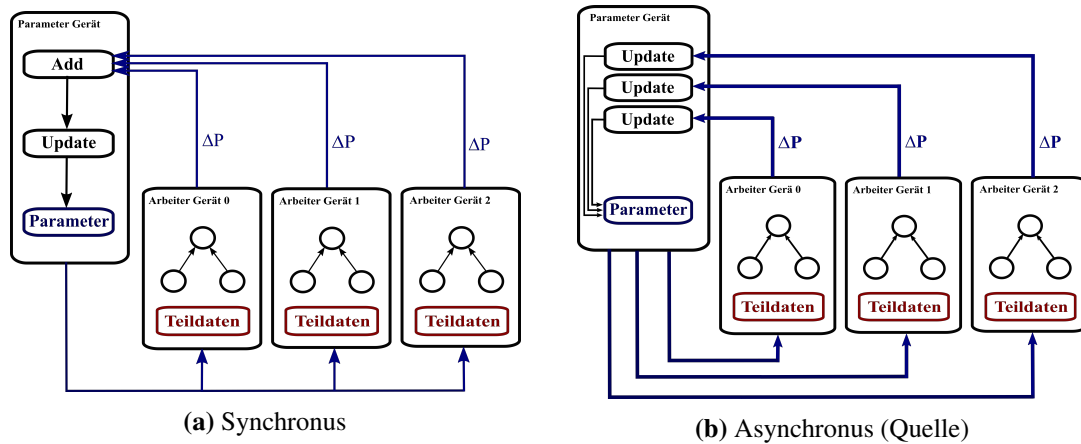 Parameter Gerät
Add
Update
Parameter
ΔP
ΔP
ΔP
Arbeiter Gerät 0
Arbeiter Gerät 1
Arbeiter Gerät 2
Teildaten
Teildaten
Teildaten
(a) Synchronus
Parameter Gerät
Update
Update
Update
Parameter
ΔP
ΔP
ΔP
Arbeiter Gerä 0
Arbeiter Gerät 1
Arbeiter Gerät 2
Teildaten
Teildaten
Teildaten
(b) Asynchronus (Quelle)